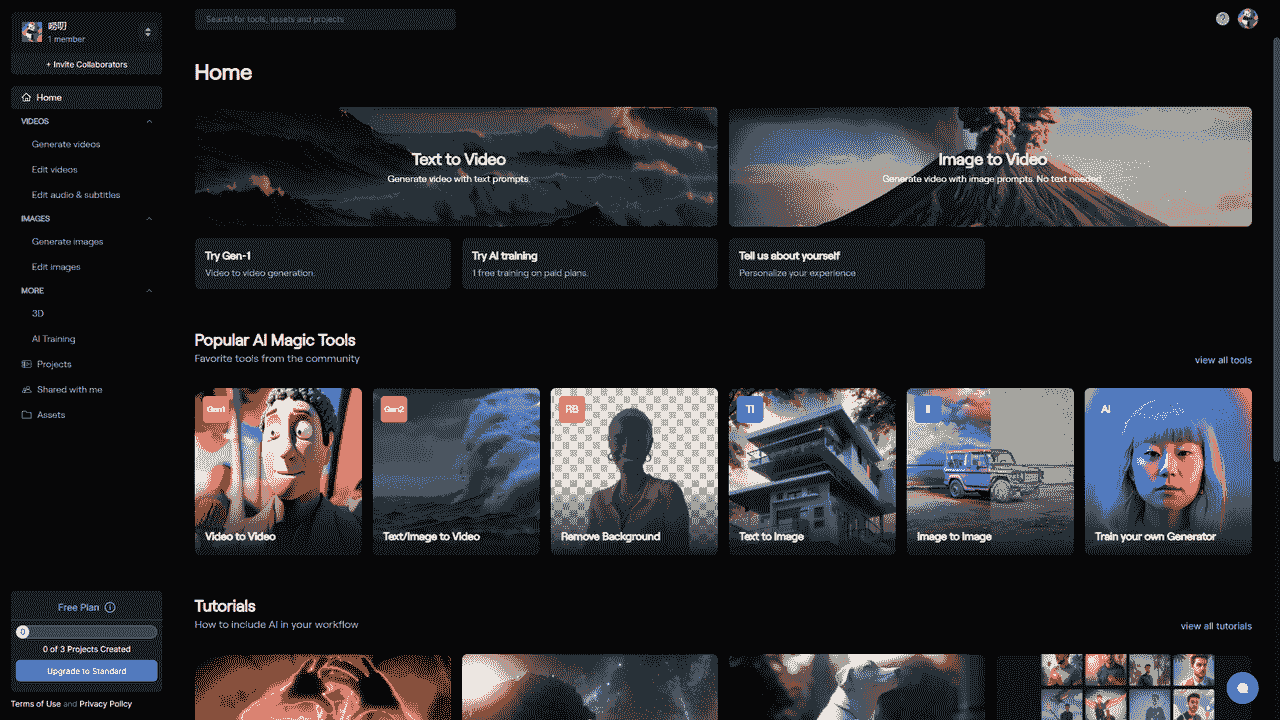 1 member
+ Invite Collaborators
Home
VIDEOS
Generate videos
Edit videos
Edit audio & subtitles
IMAGES
Generate images
Edit images
MORE
3D
AI Training
Projects
Shared with me
Assets
Free Plan
0
0 of 3 Projects Created
Upgrade to Standard
Terms of Use and Privacy Policy
Search for tools, assets and projects
?
Home
Text to Video
Generate video with text prompts.
Image to Video
Generate video with image prompts. No text needed.
Try Gen-1
Video to video generation.
Try AI training
1 free training on paid plans.
Tell us about yourself
Personalize your experience
Popular AI Magic Tools
Favorite tools from the community
view all tools
Gen1
Video to Video
Gen2
Text/Image to Video
RB
Remove Background
TI
Text to Image
II
Image to Image
AI
Train your own Generator
Tutorials
How to include AI in your workflow
view all tutorials